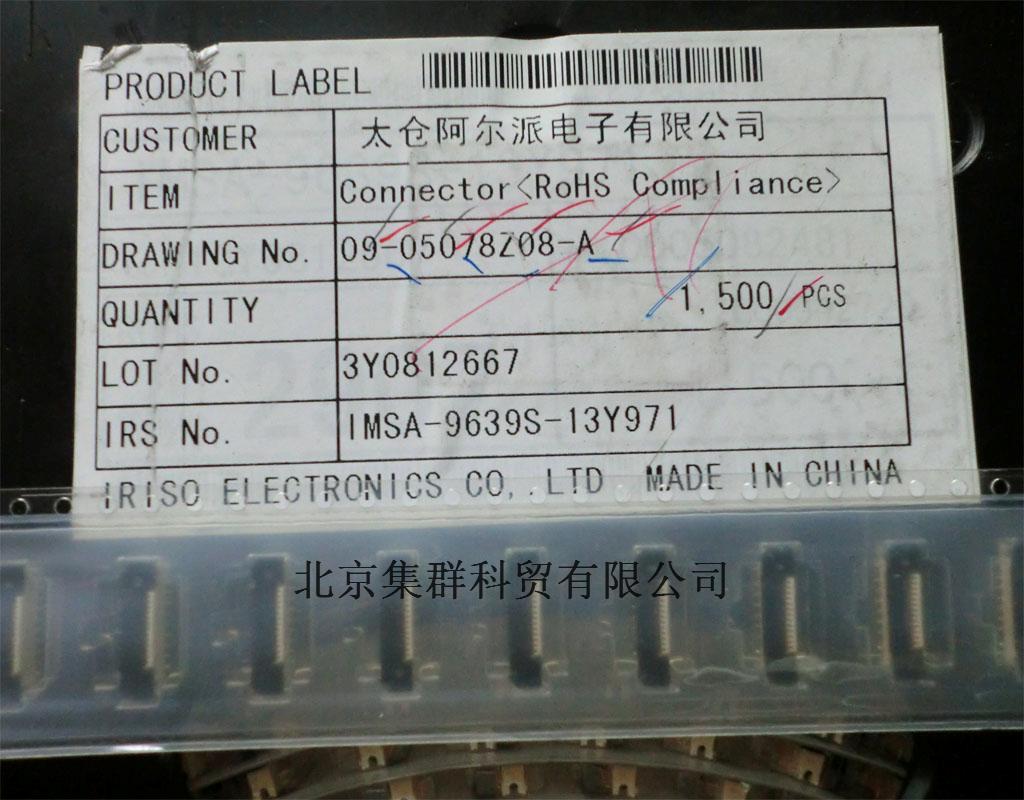 PRODUCT LABEL
CUSTOMER 太仓阿尔派电子有限公司
ITEM Connector<RoHS Compliance>
DRAWING No. 09-05078Z08-A
QUANTITY 1,500 PCS
LOT No. 3Y0812667
IRS No. IMSA-9639S-13Y971
IRISO ELECTRONICS CO,.LTD MADE IN CHINA
北京集群科贸有限公司